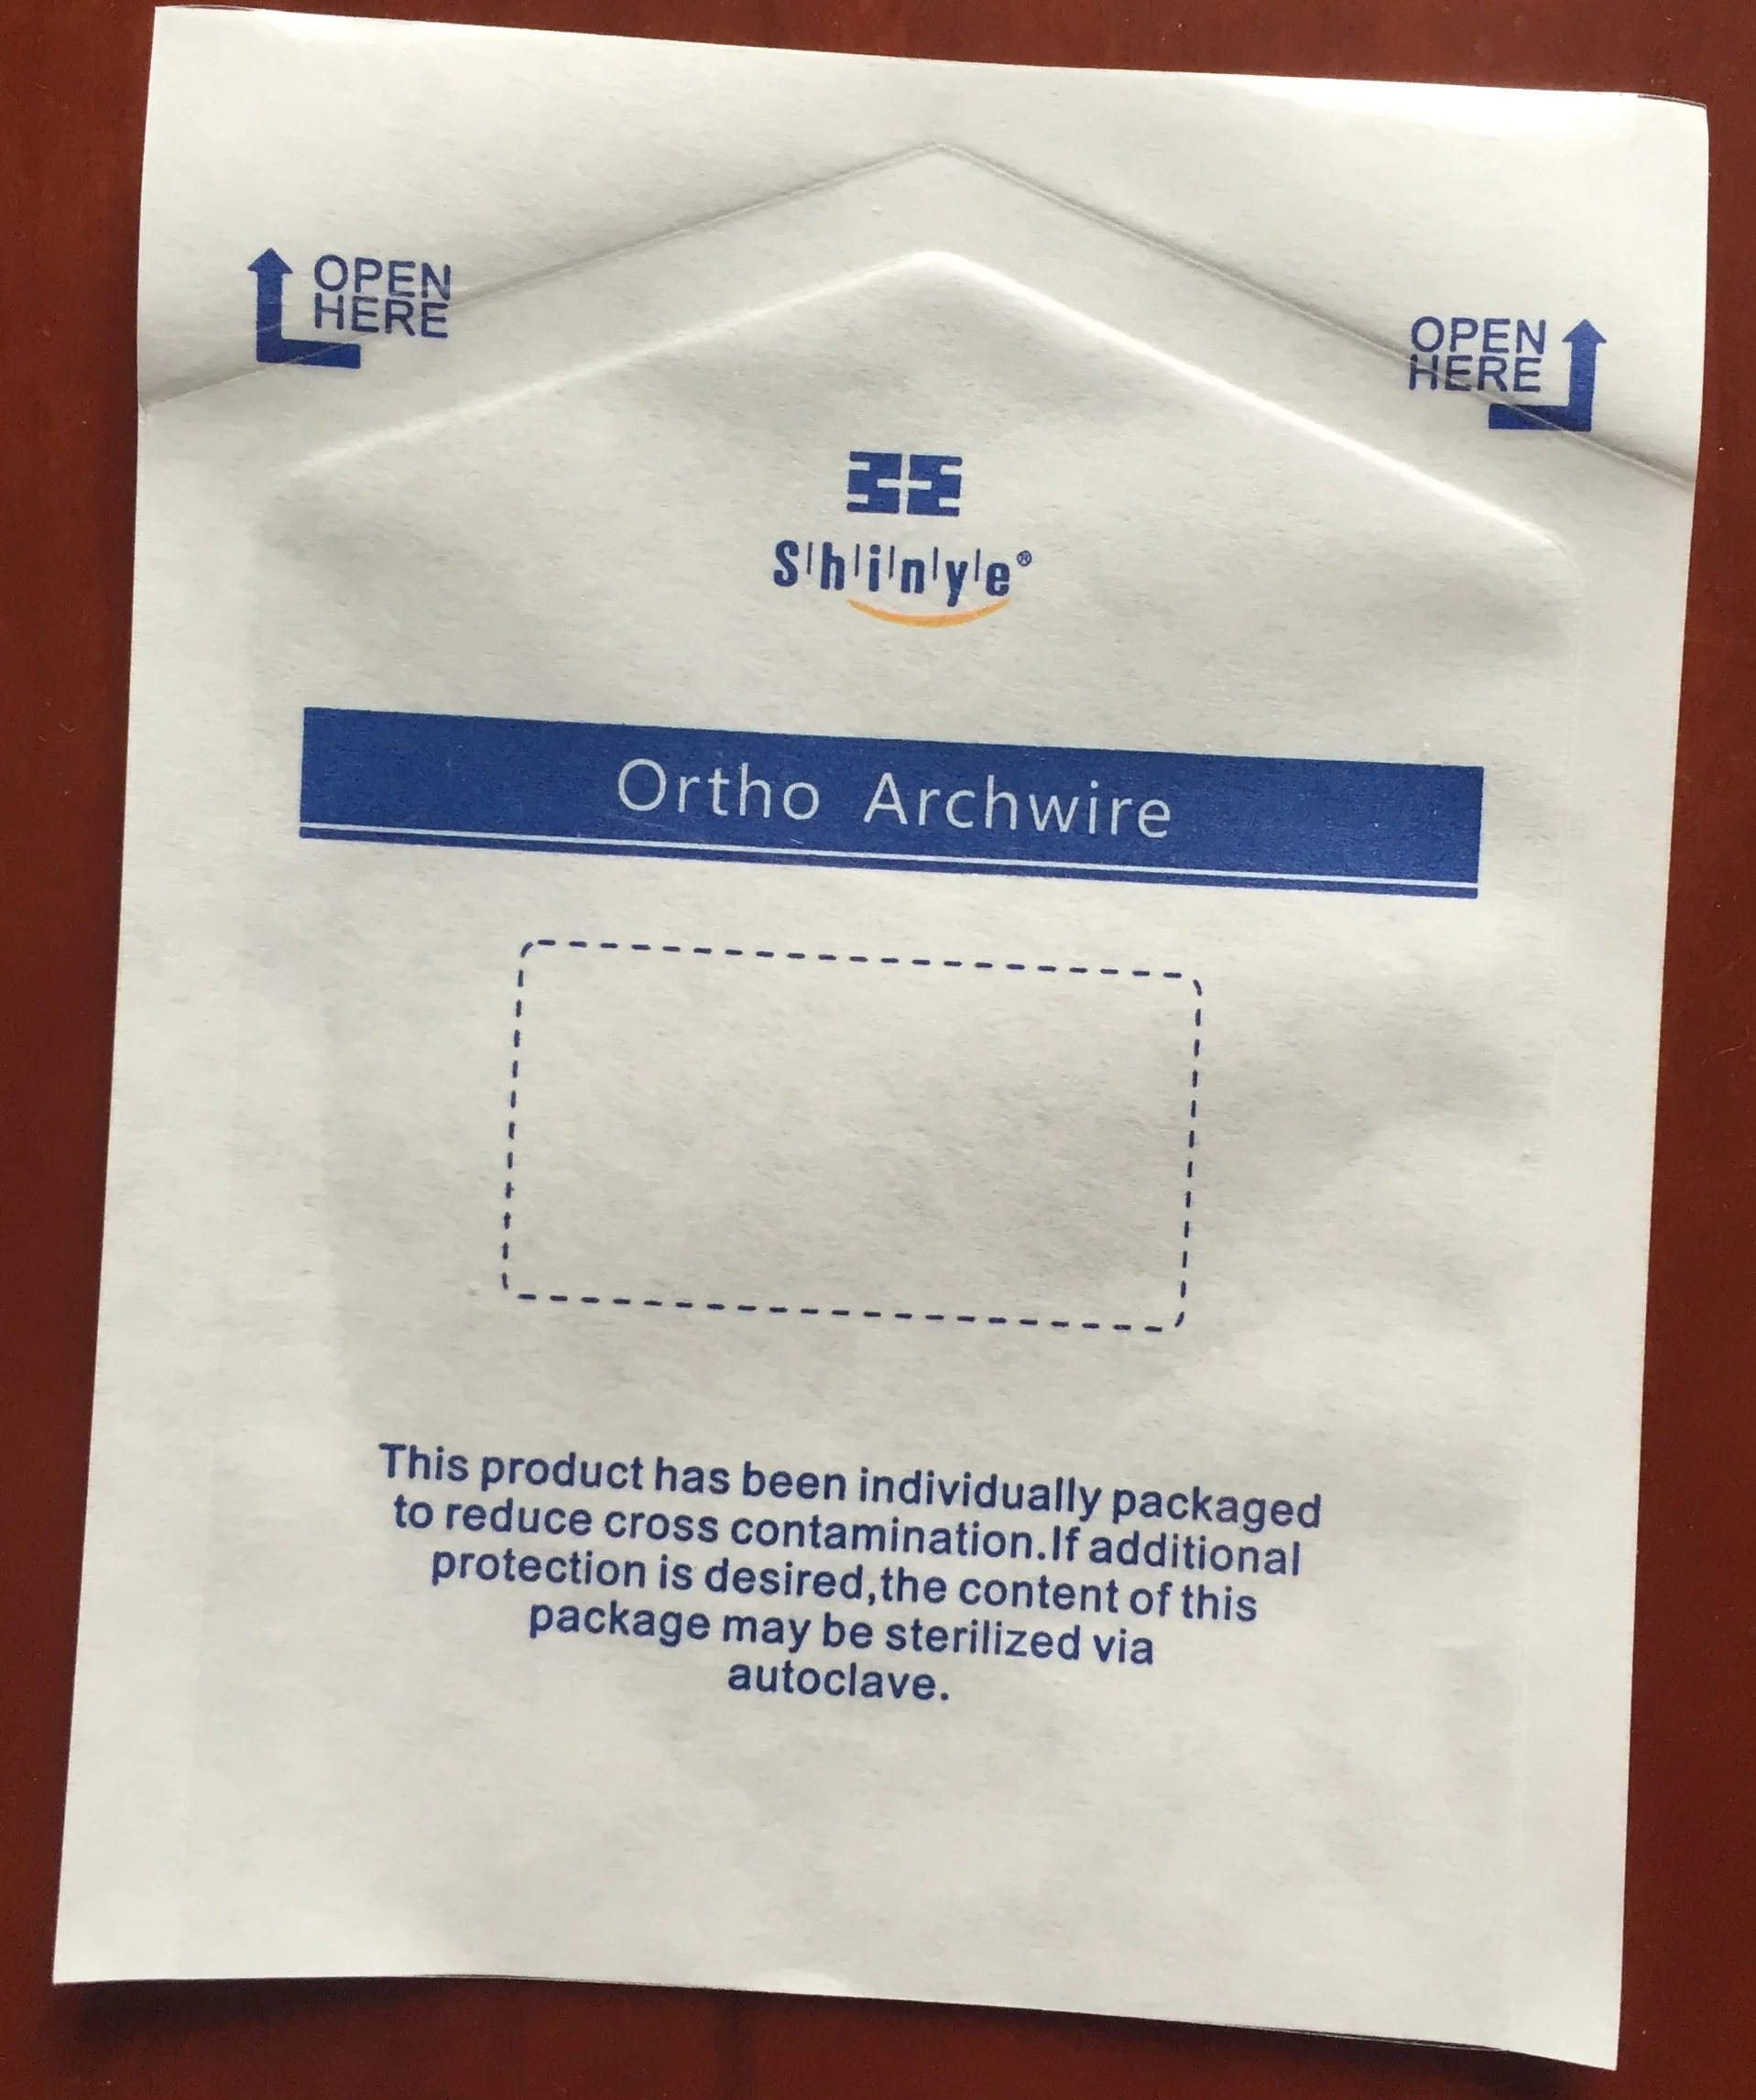 OPEN
HERE
OPEN
HERE
S|h|i|n|y|e®
Ortho Archwire
This product has been individually packaged
to reduce cross contamination.If additional
protection is desired,the content of this
package may be sterilized via
autoclave.